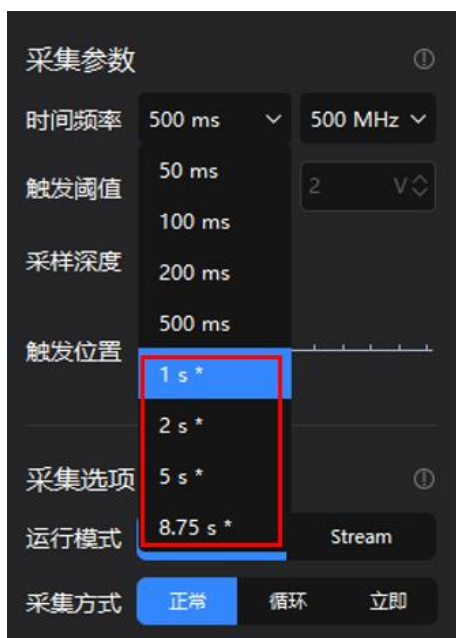 采集参数
时间频率 500 ms 500 MHz
50 ms
触发阈值 2 V
100 ms
采样深度 200 ms
500 ms
触发位置
1 s *
2 s *
采集选项 5 s *
运行模式 8.75 s * Stream
采集方式 正常 循环 立即